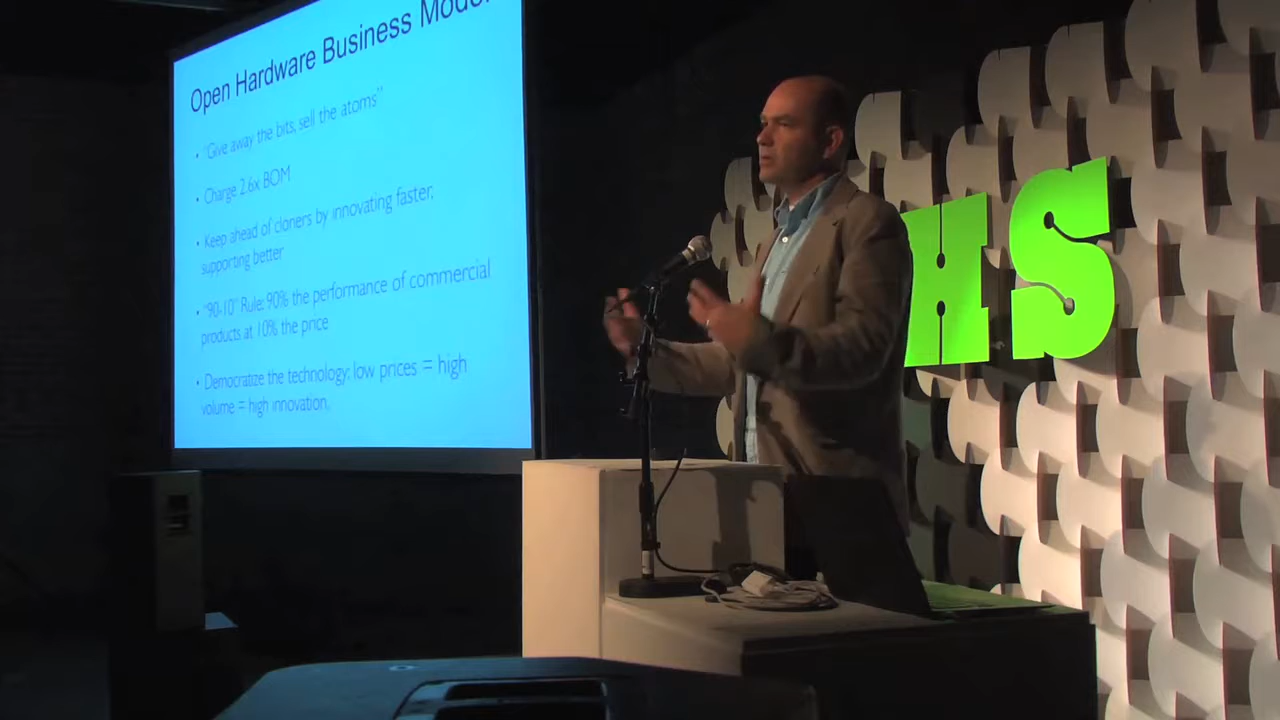 Open Hardware Business Model
• "Give away the bits, sell the atoms"
• Charge 2.6x BOM
• Keep ahead of cloners by innovating faster,
supporting better
• "90-10" Rule: 90% the performance of commercial
products at 10% the price
• Democratize the technology: low prices = high
volume = high innovation,
HS